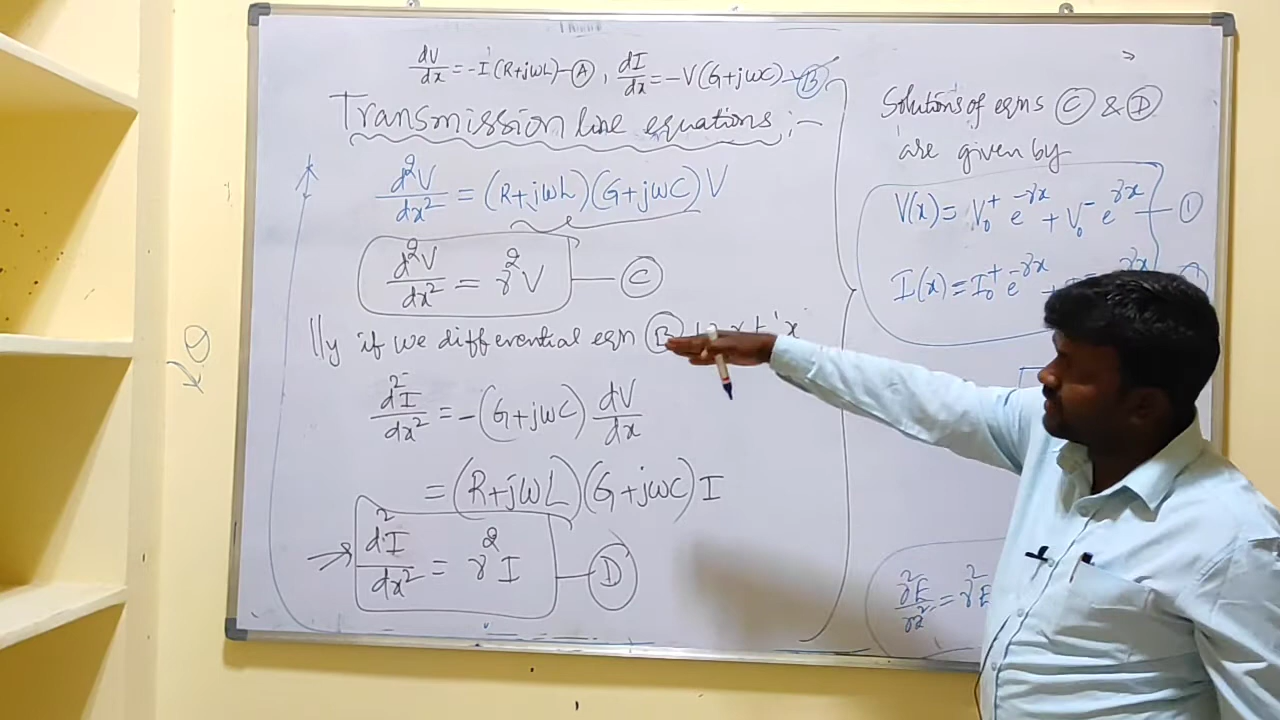 dV/dx = -I(R+jωL) - Ⓐ, dI/dx = -V(G+jωC) - Ⓑ
Transmission line equations :-
d²V/dx² = (R+jωL)(G+jωC)V
d²V/dx² = γ²V — Ⓒ
||ly if we differential eqn Ⓑ w.r.t 'x'
d²I/dx² = -(G+jωC) dV/dx
= (R+jωL)(G+jωC) I
d²I/dx² = γ²I — Ⓓ
Solutions of eqns Ⓒ & Ⓓ
are given by
V(x) = V₀⁺ e^-γx + V₀⁻ e^γx — ①
I(x) = I₀⁺ e^-γx + e^γx